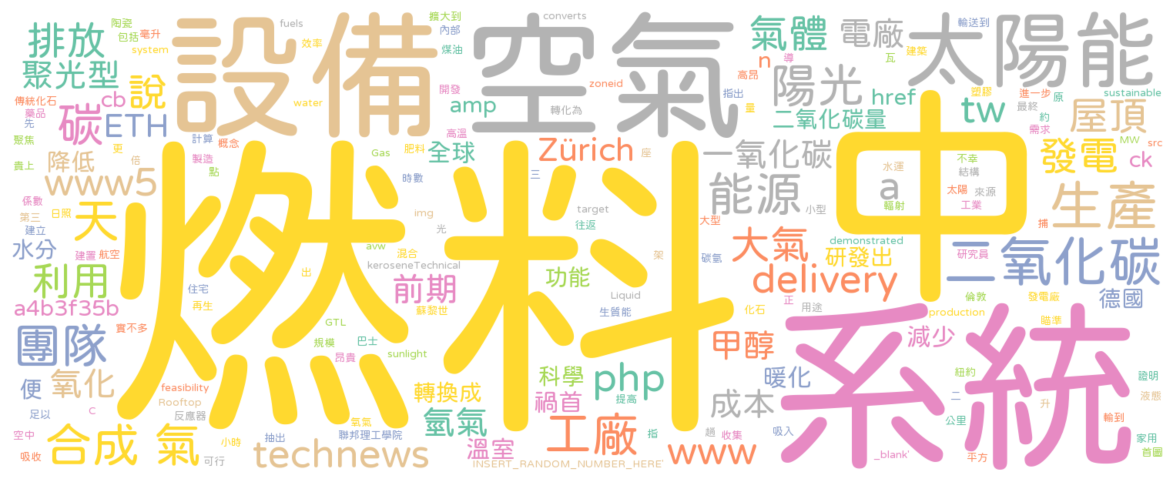 陶瓷
毫升
包括
system
fuels
效率
擴大到
內部
煤油
converts
輸送到
建築
瓦
導
排放
設備
空氣
氣體
電廠
太陽能
聚光型
說
開發
amp
轉化為
zoneid
n
高昂
指出
量
陽光
href
塑膠
進一步
原
sustainable
最終
約
tw
需求
MW
屋頂
傳統化石
藥品
先
碳
cb
ETH
water
計算
更
概念
高溫
Gas
肥料
全球
Zürich
座
二氧化碳量
一氧化碳
src
聚焦
貴上
降低
倍
製造
點
www5
時數
三
能源
小型
水運
a
輻射
不幸
結構
太陽
來源
工業
發電
ck
捕
係數
第三
日照
建立
天
燃料
中
img
光
target
往返
大型
生產
水分
建置
航空
avw
混合
keroseneTechnical
架
碳氫
大氣
demonstrated
研發出
研究員
二氧化碳
利用
出
住宅
再生
前期
功能
Liquid
生質能
正
delivery
化石
用途
倫敦
發電廠
瞄準
德國
a4b3f35b
實不多
GTL
蘇黎世
規模
巴士
昂貴
sunlight
production
系統
減少
團隊
甲醇
紐約
證明
液態
便
氧化
feasibility
Rooftop
轉換成
科學
提高
php
暖化
二
升
足以
c
反應器
氫氣
禍首
成本
公里
輸到
空中
吸收
合成
氣
小時
可行
抽出
聯邦理工學院
氫氣
溫室
工廠
指
趟
收集
吸入
家用
首圖
technews
INSERT_RANDOM_NUMBER_HERE'
www
_blank'
平方